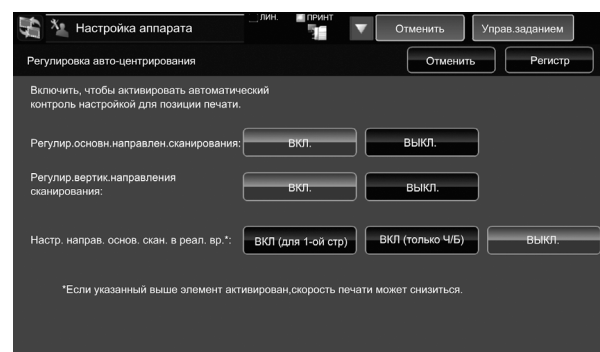 Настройка аппарата
ЛИН.
ПРИНТ
Отменить
Управ.заданием
Регулировка авто-центрирования
Отменить
Регистр
Включить, чтобы активировать автоматический
контроль настройкой для позиции печати.
Регулир.основн.направлен.сканирования:
ВКЛ.
ВЫКЛ.
Регулир.вертик.направления
сканирования:
ВКЛ.
ВЫКЛ.
Настр. направ. основ. скан. в реал. вр.*:
ВКЛ (для 1-ой стр)
ВКЛ (только Ч/Б)
ВЫКЛ.
*Если указанный выше элемент активирован,скорость печати может снизиться.